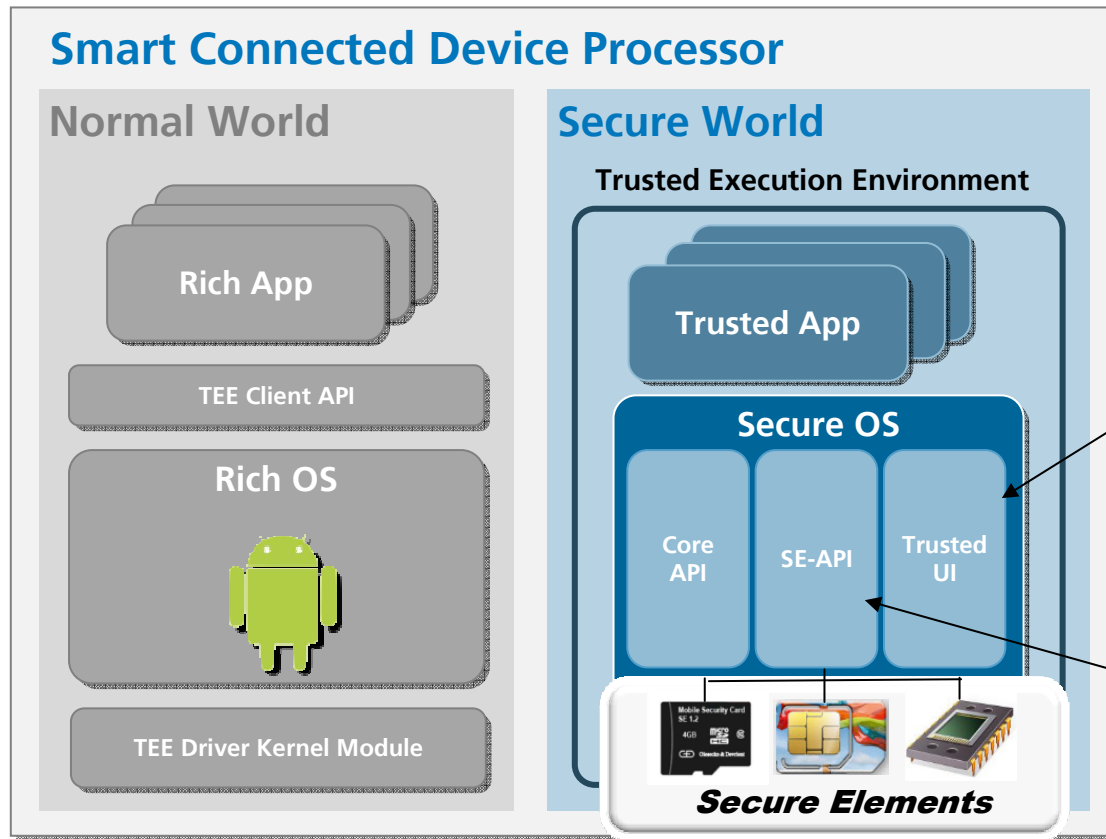 Smart Connected Device Processor
Normal World
Rich App
TEE Client API
Rich OS
TEE Driver Kernel Module
Secure World
Trusted Execution Environment
Trusted App
Secure OS
Core
API
SE-API
Trusted
UI
Mobile Security Card
SE 1.2
4GB
Giesecke & Devrient
Secure Elements